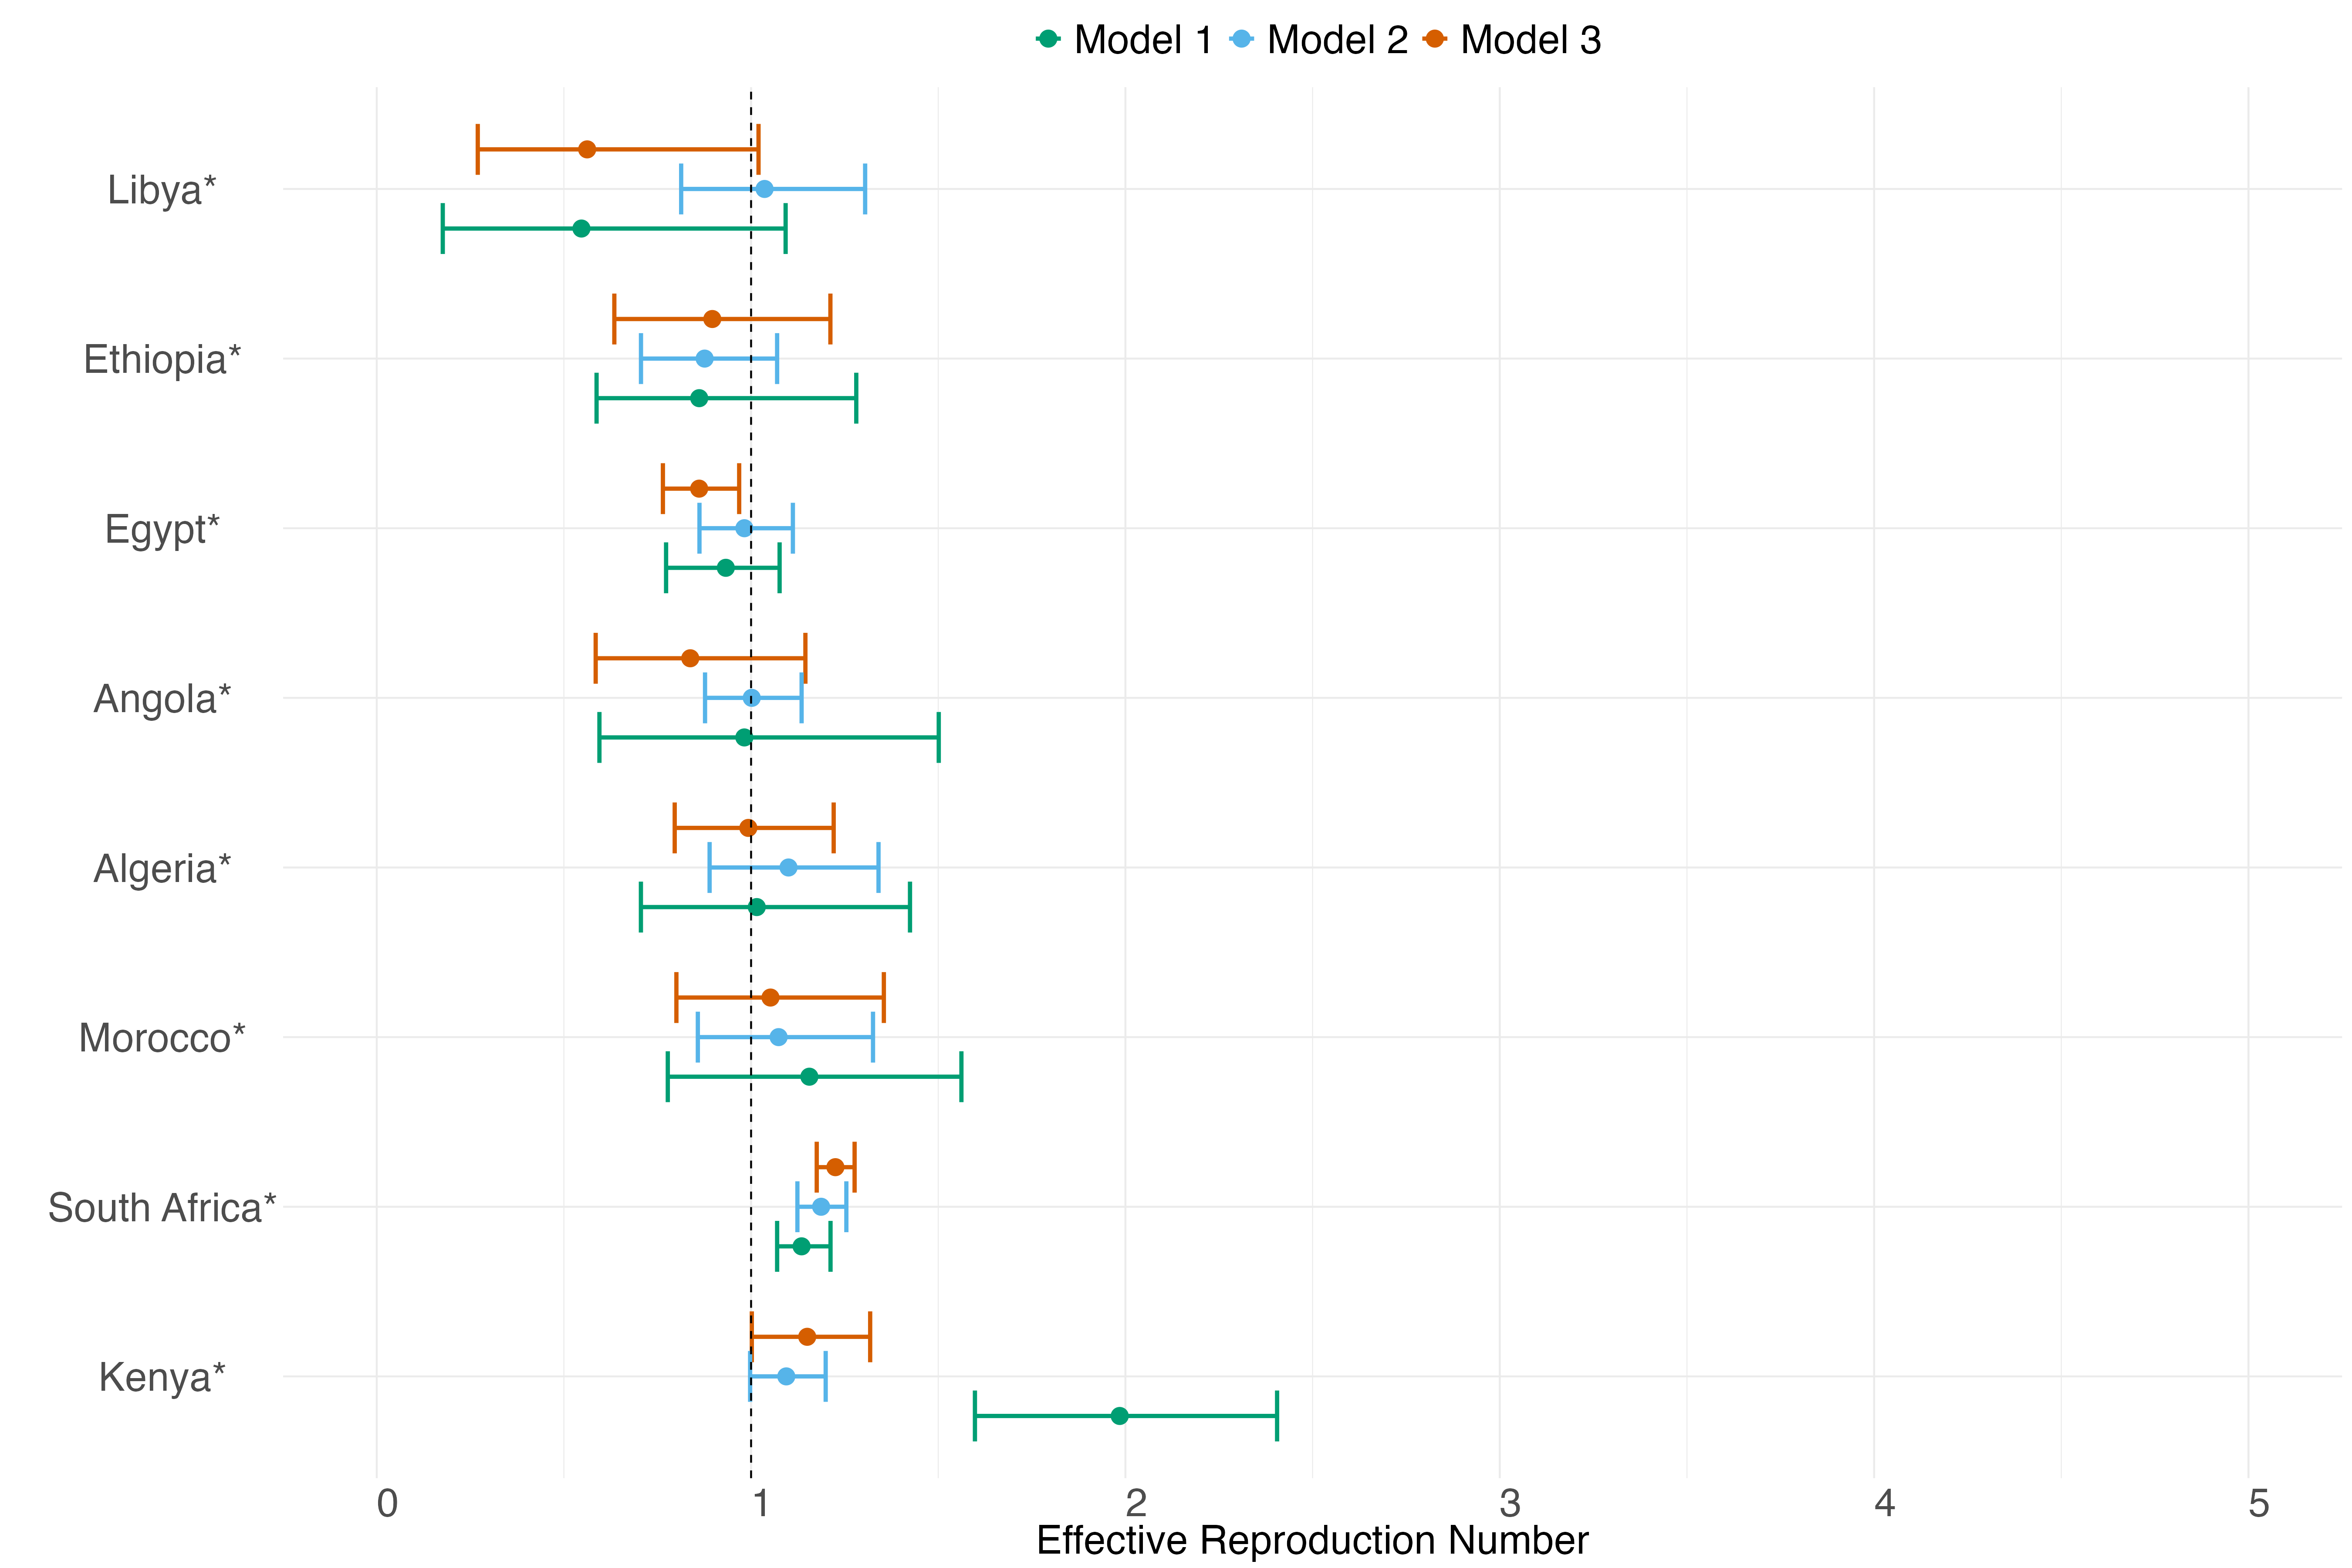 Model 1 Model 2 Model 3
Libya*
Ethiopia*
Egypt*
Angola*
Algeria*
Morocco*
South Africa*
Kenya*
0 1 2 3 4 5
Effective Reproduction Number